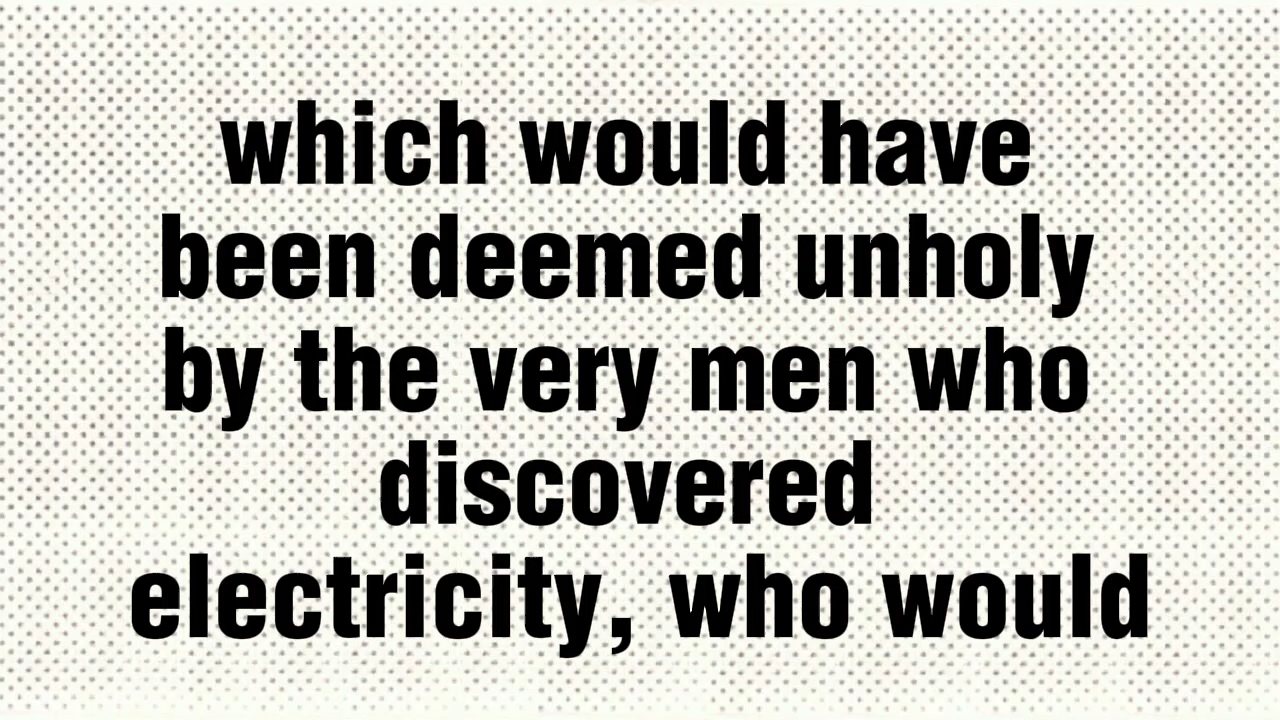 which would have
been deemed unholy
by the very men who
discovered
electricity, who would